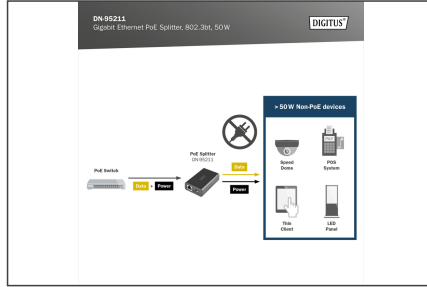 DN-95211
Gigabit Ethernet PoE Splitter, 802.3bt, 50 W
DIGITUS®
> 50 W Non-PoE devices
PoE Splitter
DN-95211
PoE Switch
Data + Power
Data
Power
Speed
Dome
POS
System
Thin
Client
LED
Panel